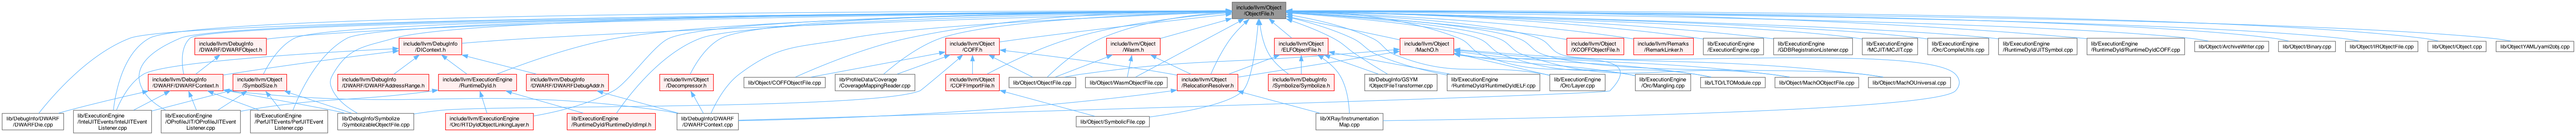 include/llvm/Object
/ObjectFile.h
include/llvm/DebugInfo
/DWARF/DWARFObject.h
include/llvm/DebugInfo
/DIContext.h
include/llvm/Object
/COFF.h
include/llvm/Object
/Wasm.h
include/llvm/Object
/ELFObjectFile.h
include/llvm/Object
/MachO.h
include/llvm/Object
/XCOFFObjectFile.h
include/llvm/Remarks
/RemarkLinker.h
lib/ExecutionEngine
/ExecutionEngine.cpp
lib/ExecutionEngine
/GDBRegistrationListener.cpp
lib/ExecutionEngine
/MCJIT/MCJIT.cpp
lib/ExecutionEngine
/Orc/CompileUtils.cpp
lib/ExecutionEngine
/RuntimeDyld/JITSymbol.cpp
lib/ExecutionEngine
/RuntimeDyld/RuntimeDyldCOFF.cpp
lib/Object/ArchiveWriter.cpp
lib/Object/Binary.cpp
lib/Object/IRObjectFile.cpp
lib/Object/Object.cpp
lib/ObjectYAML/yaml2obj.cpp
include/llvm/DebugInfo
/DWARF/DWARFContext.h
include/llvm/Object
/SymbolSize.h
include/llvm/DebugInfo
/DWARF/DWARFAddressRange.h
include/llvm/ExecutionEngine
/RuntimeDyld.h
include/llvm/DebugInfo
/DWARF/DWARFDebugAddr.h
include/llvm/Object
/Decompressor.h
lib/Object/COFFObjectFile.cpp
lib/ProfileData/Coverage
/CoverageMappingReader.cpp
include/llvm/Object
/COFFImportFile.h
lib/Object/ObjectFile.cpp
lib/Object/WasmObjectFile.cpp
include/llvm/Object
/RelocationResolver.h
include/llvm/DebugInfo
/Symbolize/Symbolize.h
lib/DebugInfo/GSYM
/ObjectFileTransformer.cpp
lib/ExecutionEngine
/RuntimeDyld/RuntimeDyldELF.cpp
lib/ExecutionEngine
/Orc/Layer.cpp
lib/ExecutionEngine
/Orc/Mangling.cpp
lib/LTO/LTOModule.cpp
lib/Object/MachOObjectFile.cpp
lib/Object/MachOUniversal.cpp
lib/DebugInfo/DWARF
/DWARFDie.cpp
lib/ExecutionEngine
/IntelJITEvents/IntelJITEvent
Listener.cpp
lib/ExecutionEngine
/OProfileJIT/OProfileJITEvent
Listener.cpp
lib/ExecutionEngine
/PerfJITEvents/PerfJITEvent
Listener.cpp
lib/DebugInfo/Symbolize
/SymbolizableObjectFile.cpp
include/llvm/ExecutionEngine
/Orc/RTDyldObjectLinkingLayer.h
lib/ExecutionEngine
/RuntimeDyld/RuntimeDyldImpl.h
lib/DebugInfo/DWARF
/DWARFContext.cpp
lib/Object/SymbolicFile.cpp
lib/XRay/Instrumentation
Map.cpp